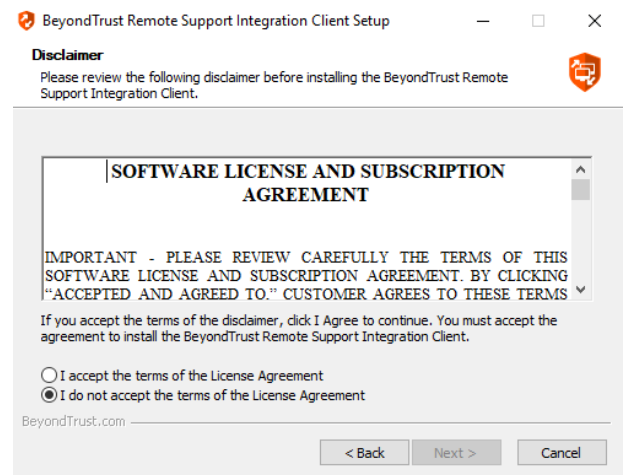 BeyondTrust Remote Support Integration Client Setup
Disclaimer
Please review the following disclaimer before installing the BeyondTrust Remote
Support Integration Client.
SOFTWARE LICENSE AND SUBSCRIPTION
AGREEMENT
IMPORTANT - PLEASE REVIEW CAREFULLY THE TERMS OF THIS
SOFTWARE LICENSE AND SUBSCRIPTION AGREEMENT. BY CLICKING
“ACCEPTED AND AGREED TO.” CUSTOMER AGREES TO THESE TERMS
If you accept the terms of the disclaimer, click I Agree to continue. You must accept the
agreement to install the BeyondTrust Remote Support Integration Client.
I accept the terms of the License Agreement
I do not accept the terms of the License Agreement
BeyondTrust.com
< Back Next > Cancel